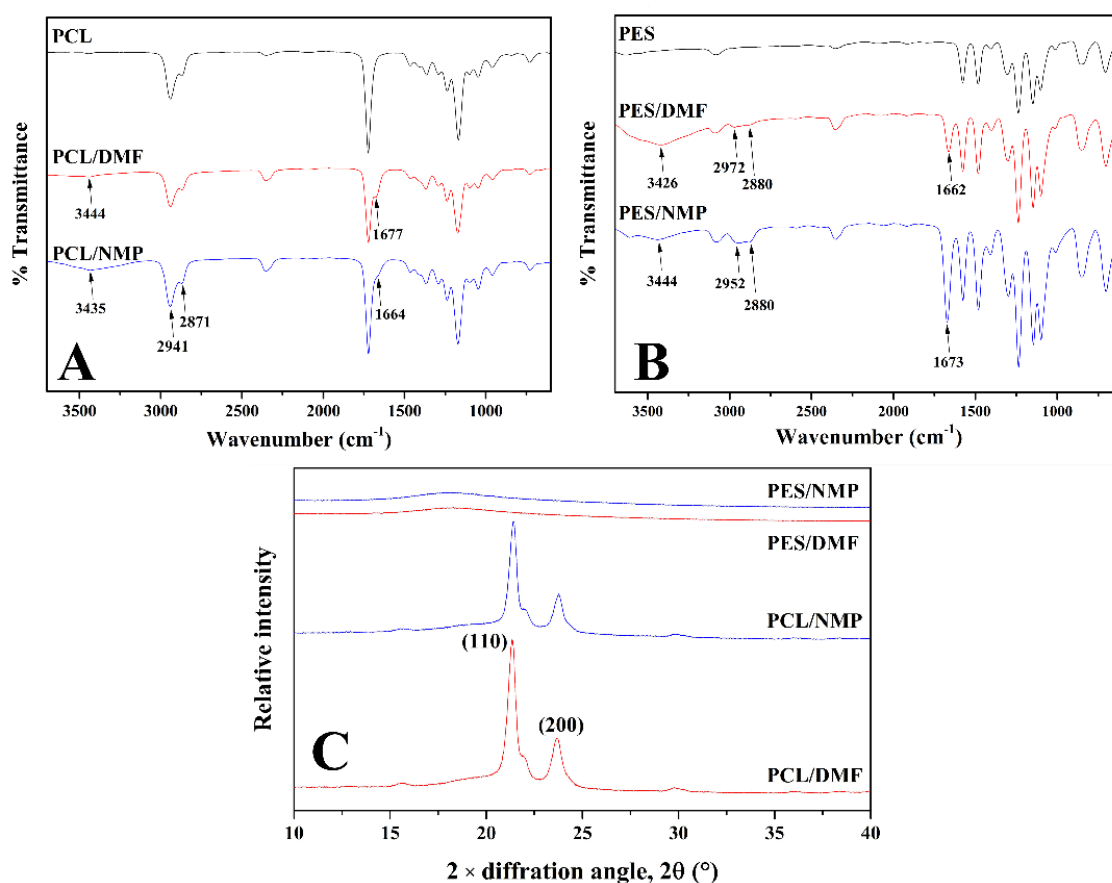 PCL
PCL/DMF
3444
1677
PCL/NMP
3435
2871
2941
1664
A
% Transmittance
3500 3000 2500 2000 1500 1000
Wavenumber (cm-1)
PES
PES/DMF
3426
2972
2880
1662
PES/NMP
3444
2952
2880
1673
B
% Transmittance
3500 3000 2500 2000 1500 1000
Wavenumber (cm-1)
PES/NMP
PES/DMF
PCL/NMP
(110)
(200)
C
PCL/DMF
Relative intensity
10 15 20 25 30 35 40
2 × diffration angle, 2θ (°)